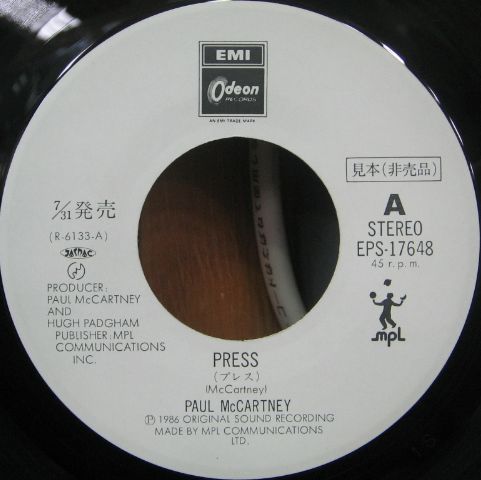 EMI
Odeon
RECORDS
AN EMI TRADE MARK
見本(非売品)
7/31発売
(R-6133-A)
A
STEREO
EPS-17648
45 r.p.m.
PRODUCER:
PAUL McCARTNEY
AND
HUGH PADGHAM
PUBLISHER: MPL
COMMUNICATIONS
INC.
mpL
PRESS
(プレス)
(McCartney)
PAUL McCARTNEY
Ⓟ 1986 ORIGINAL SOUND RECORDING
MADE BY MPL COMMUNICATIONS
LTD.